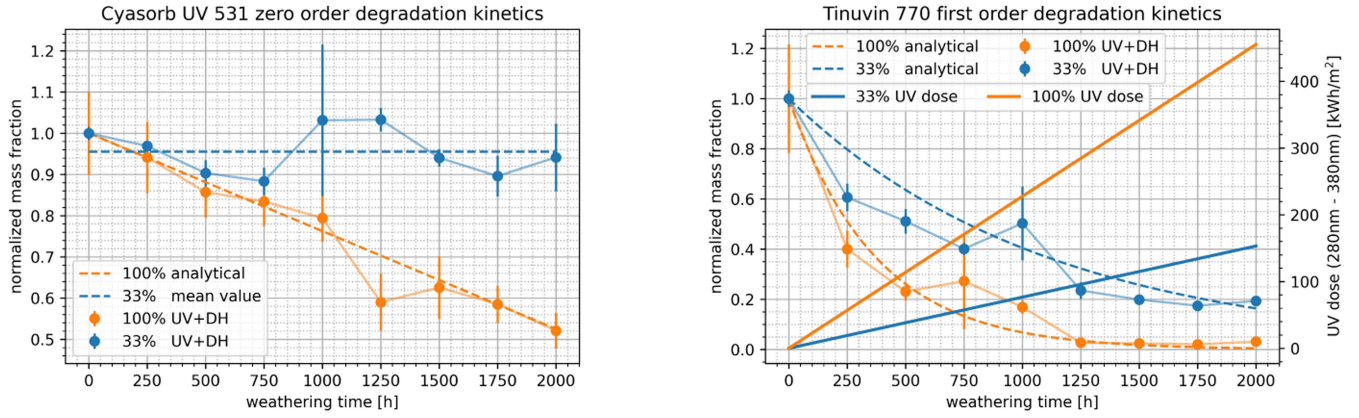 Cyasorb UV 531 zero order degradation kinetics
normalized mass fraction
1.2
1.1
1.0
0.9
0.8
0.7
0.6
0.5
100% analytical
33% mean value
100% UV+DH
33% UV+DH
0 250 500 750 1000 1250 1500 1750 2000
weathering time [h]
Tinuvin 770 first order degradation kinetics
normalized mass fraction
1.2
1.0
0.8
0.6
0.4
0.2
0.0
100% analytical 100% UV+DH
33% analytical 33% UV+DH
33% UV dose 100% UV dose
400
300
200
100
0
UV dose (280nm - 380nm) [kWh/m²]
0 250 500 750 1000 1250 1500 1750 2000
weathering time [h]